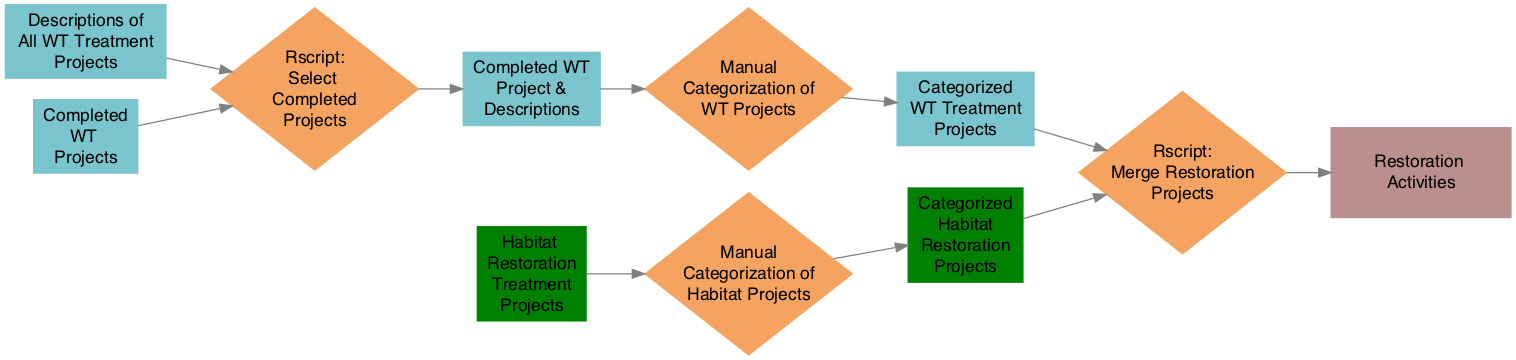 Descriptions of
All WT Treatment
Projects
Completed
WT
Projects
Rscript:
Select
Completed
Projects
Completed WT
Project &
Descriptions
Manual
Categorization of
WT Projects
Categorized
WT Treatment
Projects
Habitat
Restoration
Treatment
Projects
Manual
Categorization of
Habitat Projects
Categorized
Habitat
Restoration
Projects
Rscript:
Merge Restoration
Projects
Restoration
Activities